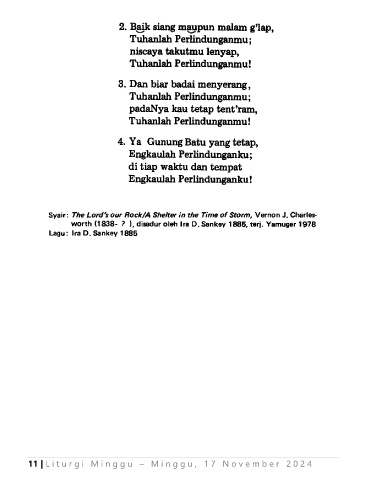 2. Baik siang maupun malam g'lap,
Tuhanlah Perlindunganmu;
niscaya takutmu lenyap,
Tuhanlah Perlindunganmu!
3. Dan biar badai menyerang,
Tuhanlah Perlindunganmu;
padaNya kau tetap tent'ram,
Tuhanlah Perlindunganmu!
4. Ya Gunung Batu yang tetap,
Engkaulah Perlindunganku;
di tiap waktu dan tempat
Engkaulah Perlindunganku!
Syair: The Lord's our Rock/A Shelter in the Time of Storm, Vernon J. Charles-
worth (1838- ? ), disadur oleh Ira D. Sankey 1885, terj. Yamuger 1978
Lagu: Ira D. Sankey 1885
11 | Liturgi Minggu – Minggu, 17 November 2024